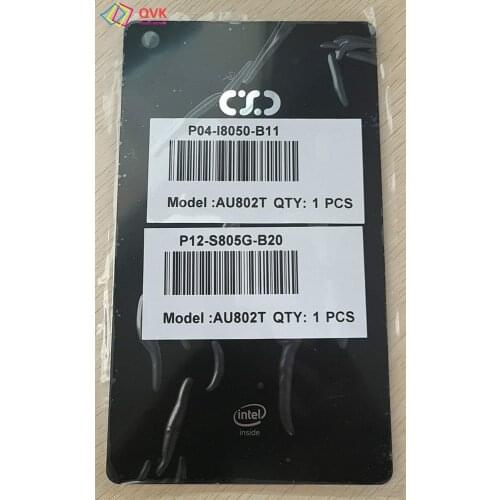 QVK
P04-I8050-B11
Model :AU802T QTY: 1 PCS
P12-S805G-B20
Model :AU802T QTY: 1 PCS
intel
inside